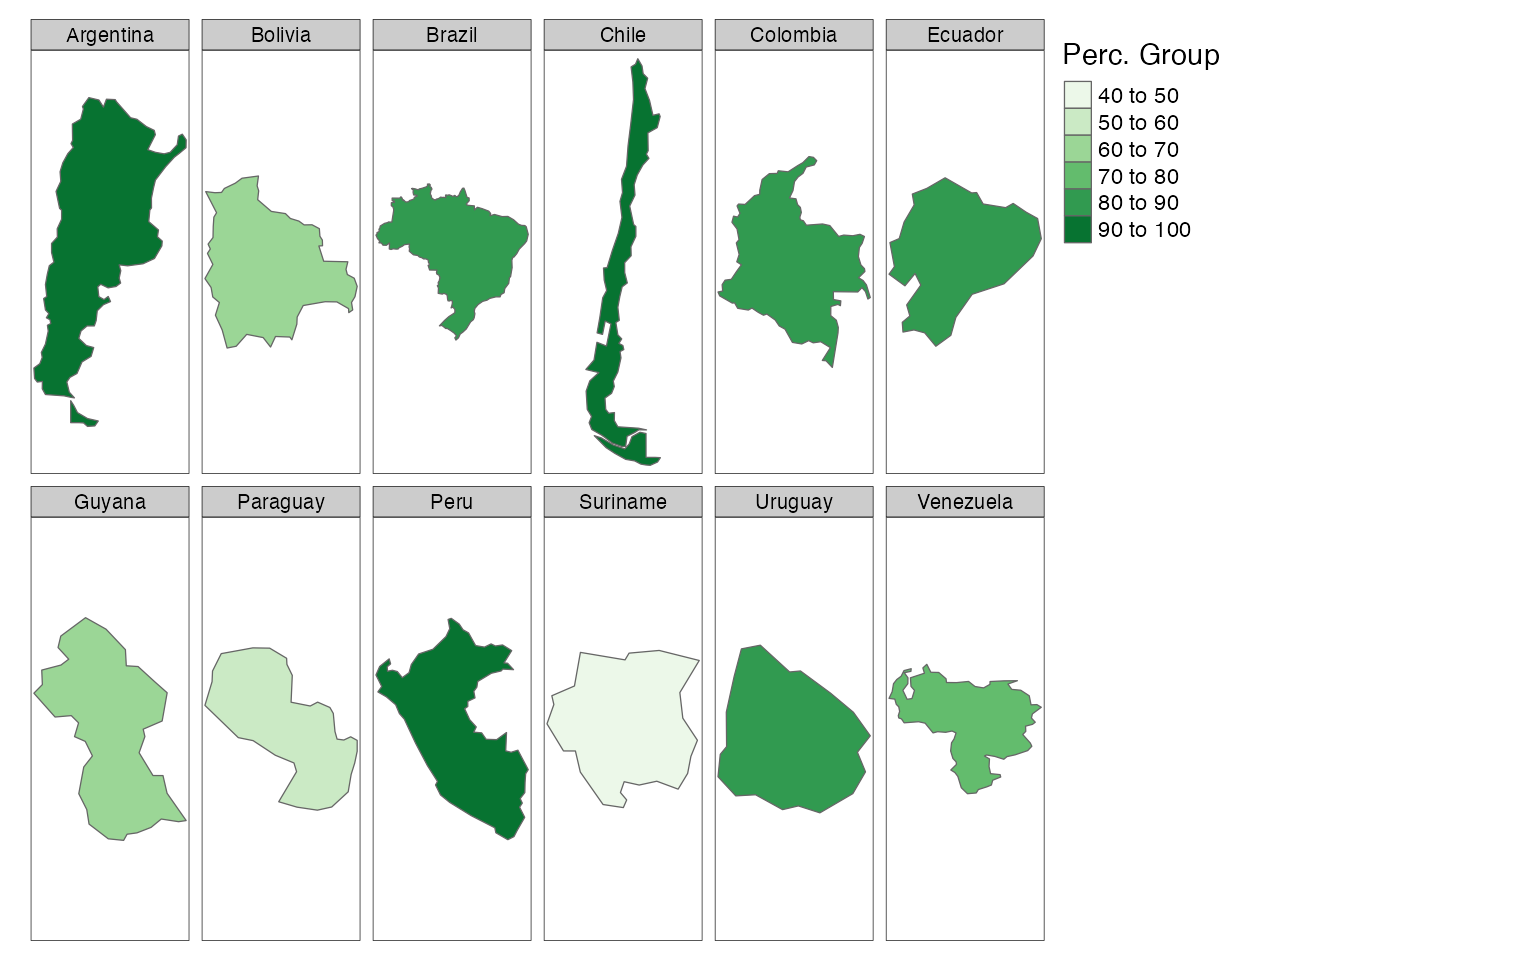 Argentina
Bolivia
Brazil
Chile
Colombia
Ecuador
Guyana
Paraguay
Peru
Suriname
Uruguay
Venezuela
Perc. Group
40 to 50
50 to 60
60 to 70
70 to 80
80 to 90
90 to 100